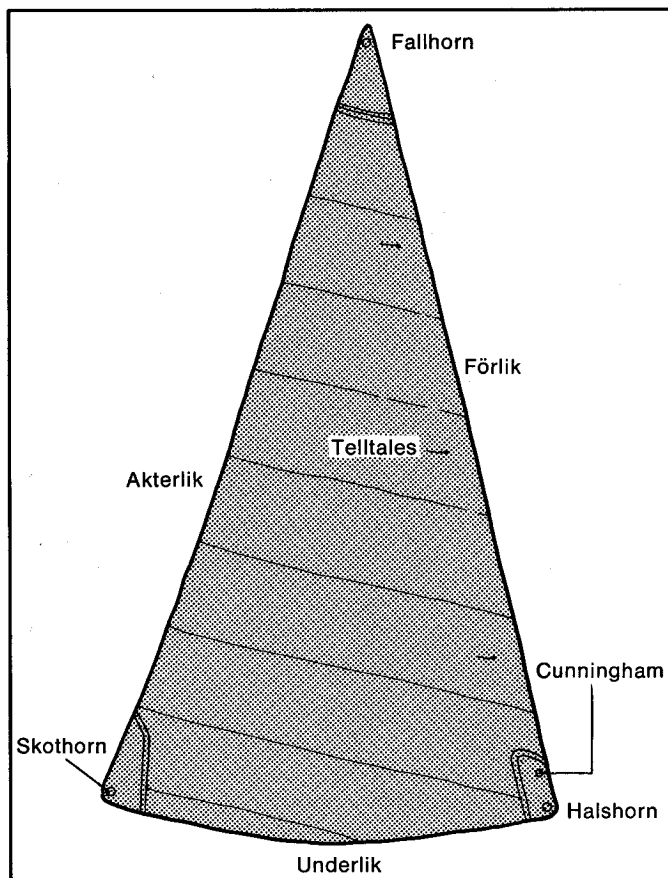 Fallhorn
Förlik
Telltales
Akterlik
Cunningham
Skothorn
Halshorn
Underlik